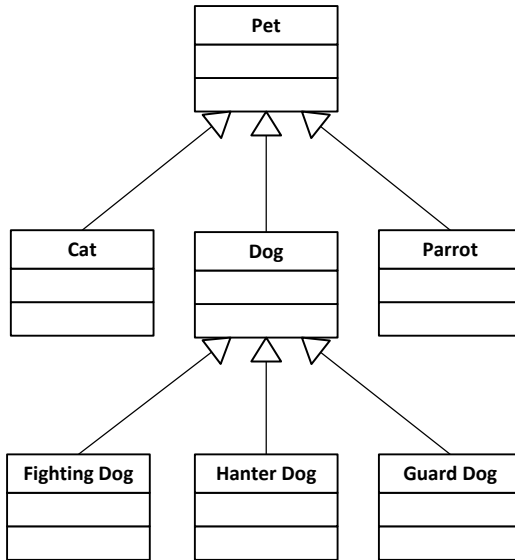 Pet
Cat
Dog
Parrot
Fighting Dog
Hanter Dog
Guard Dog